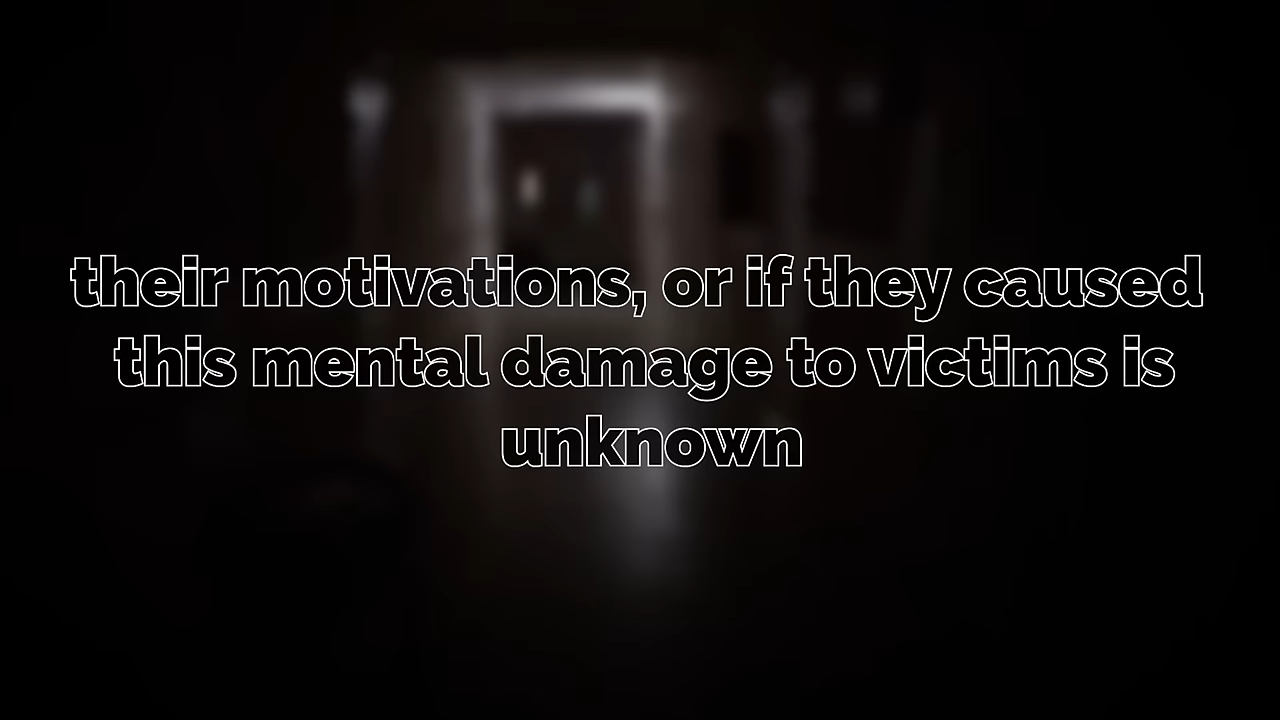 their motivations, or if they caused
this mental damage to victims is
unknown